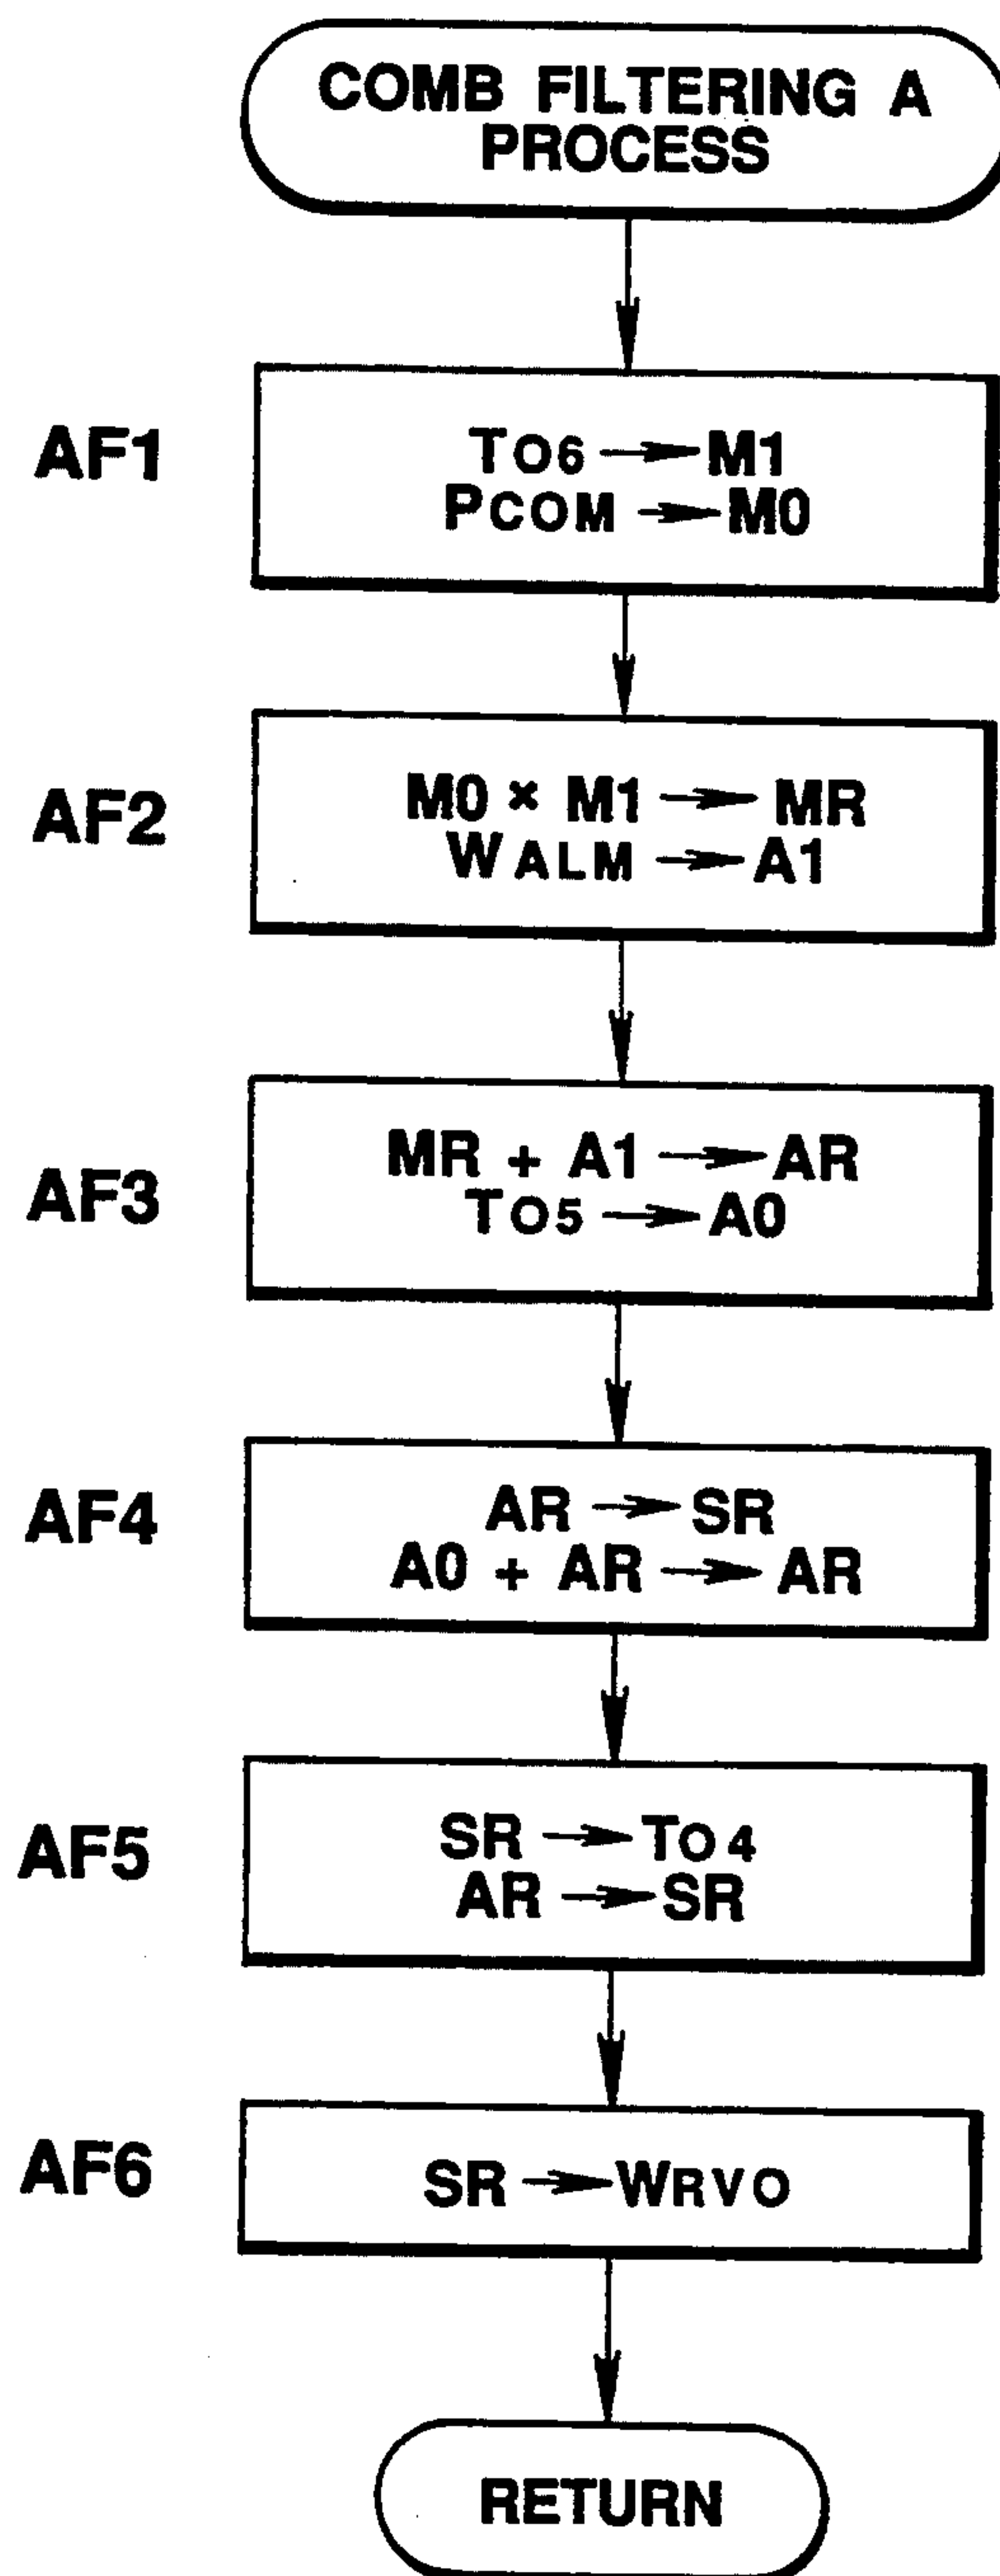 COMB FILTERING A
PROCESS
AF1
TO6 → M1
PCOM → M0
AF2
M0 × M1 → MR
WALM → A1
AF3
MR + A1 → AR
TO5 → A0
AF4
AR → SR
A0 + AR → AR
AF5
SR → TO4
AR → SR
AF6
SR → WRVO
RETURN